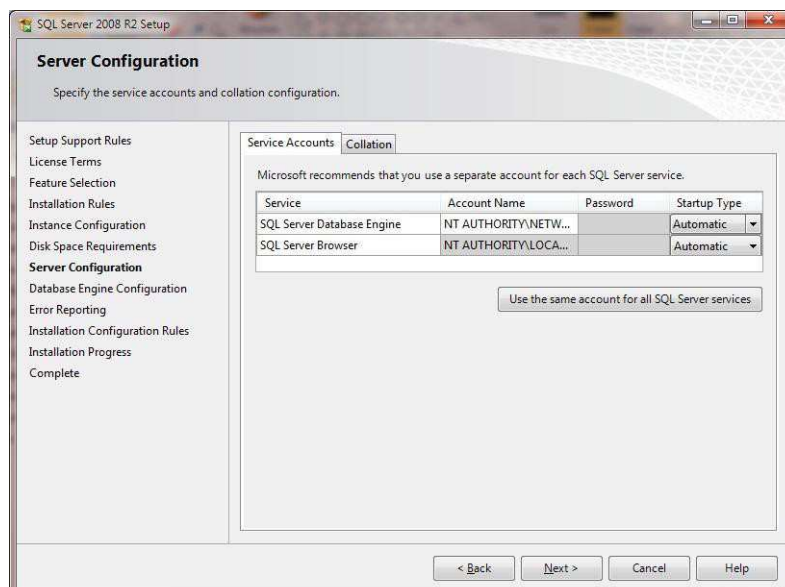 SQL Server 2008 R2 Setup
Server Configuration
Specify the service accounts and collation configuration.
Setup Support Rules
License Terms
Feature Selection
Installation Rules
Instance Configuration
Disk Space Requirements
Server Configuration
Database Engine Configuration
Error Reporting
Installation Configuration Rules
Installation Progress
Complete
Service Accounts Collation
Microsoft recommends that you use a separate account for each SQL Server service.
Service Account Name Password Startup Type
SQL Server Database Engine NT AUTHORITY\NETW... Automatic
SQL Server Browser NT AUTHORITY\LOCA... Automatic
Use the same account for all SQL Server services
< Back Next > Cancel Help